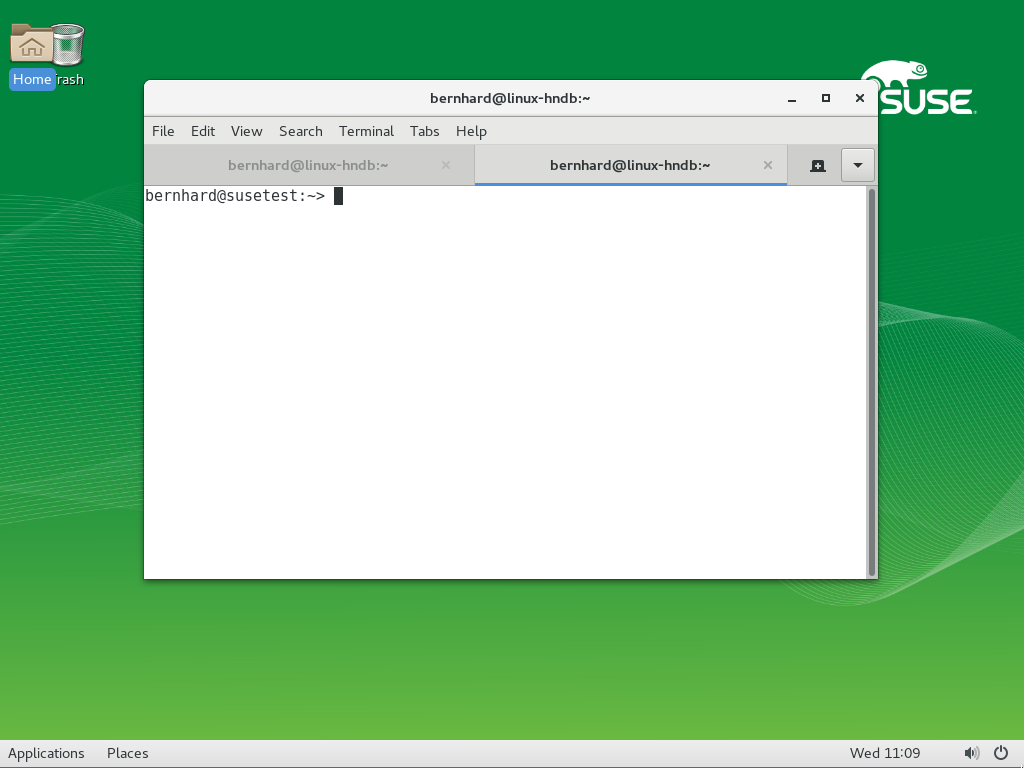 Home
rash
bernhard@linux-hndb:~
SUSE
File Edit View Search Terminal Tabs Help
bernhard@linux-hndb:~ bernhard@linux-hndb:~
bernhard@susetest:~>
Applications Places Wed 11:09